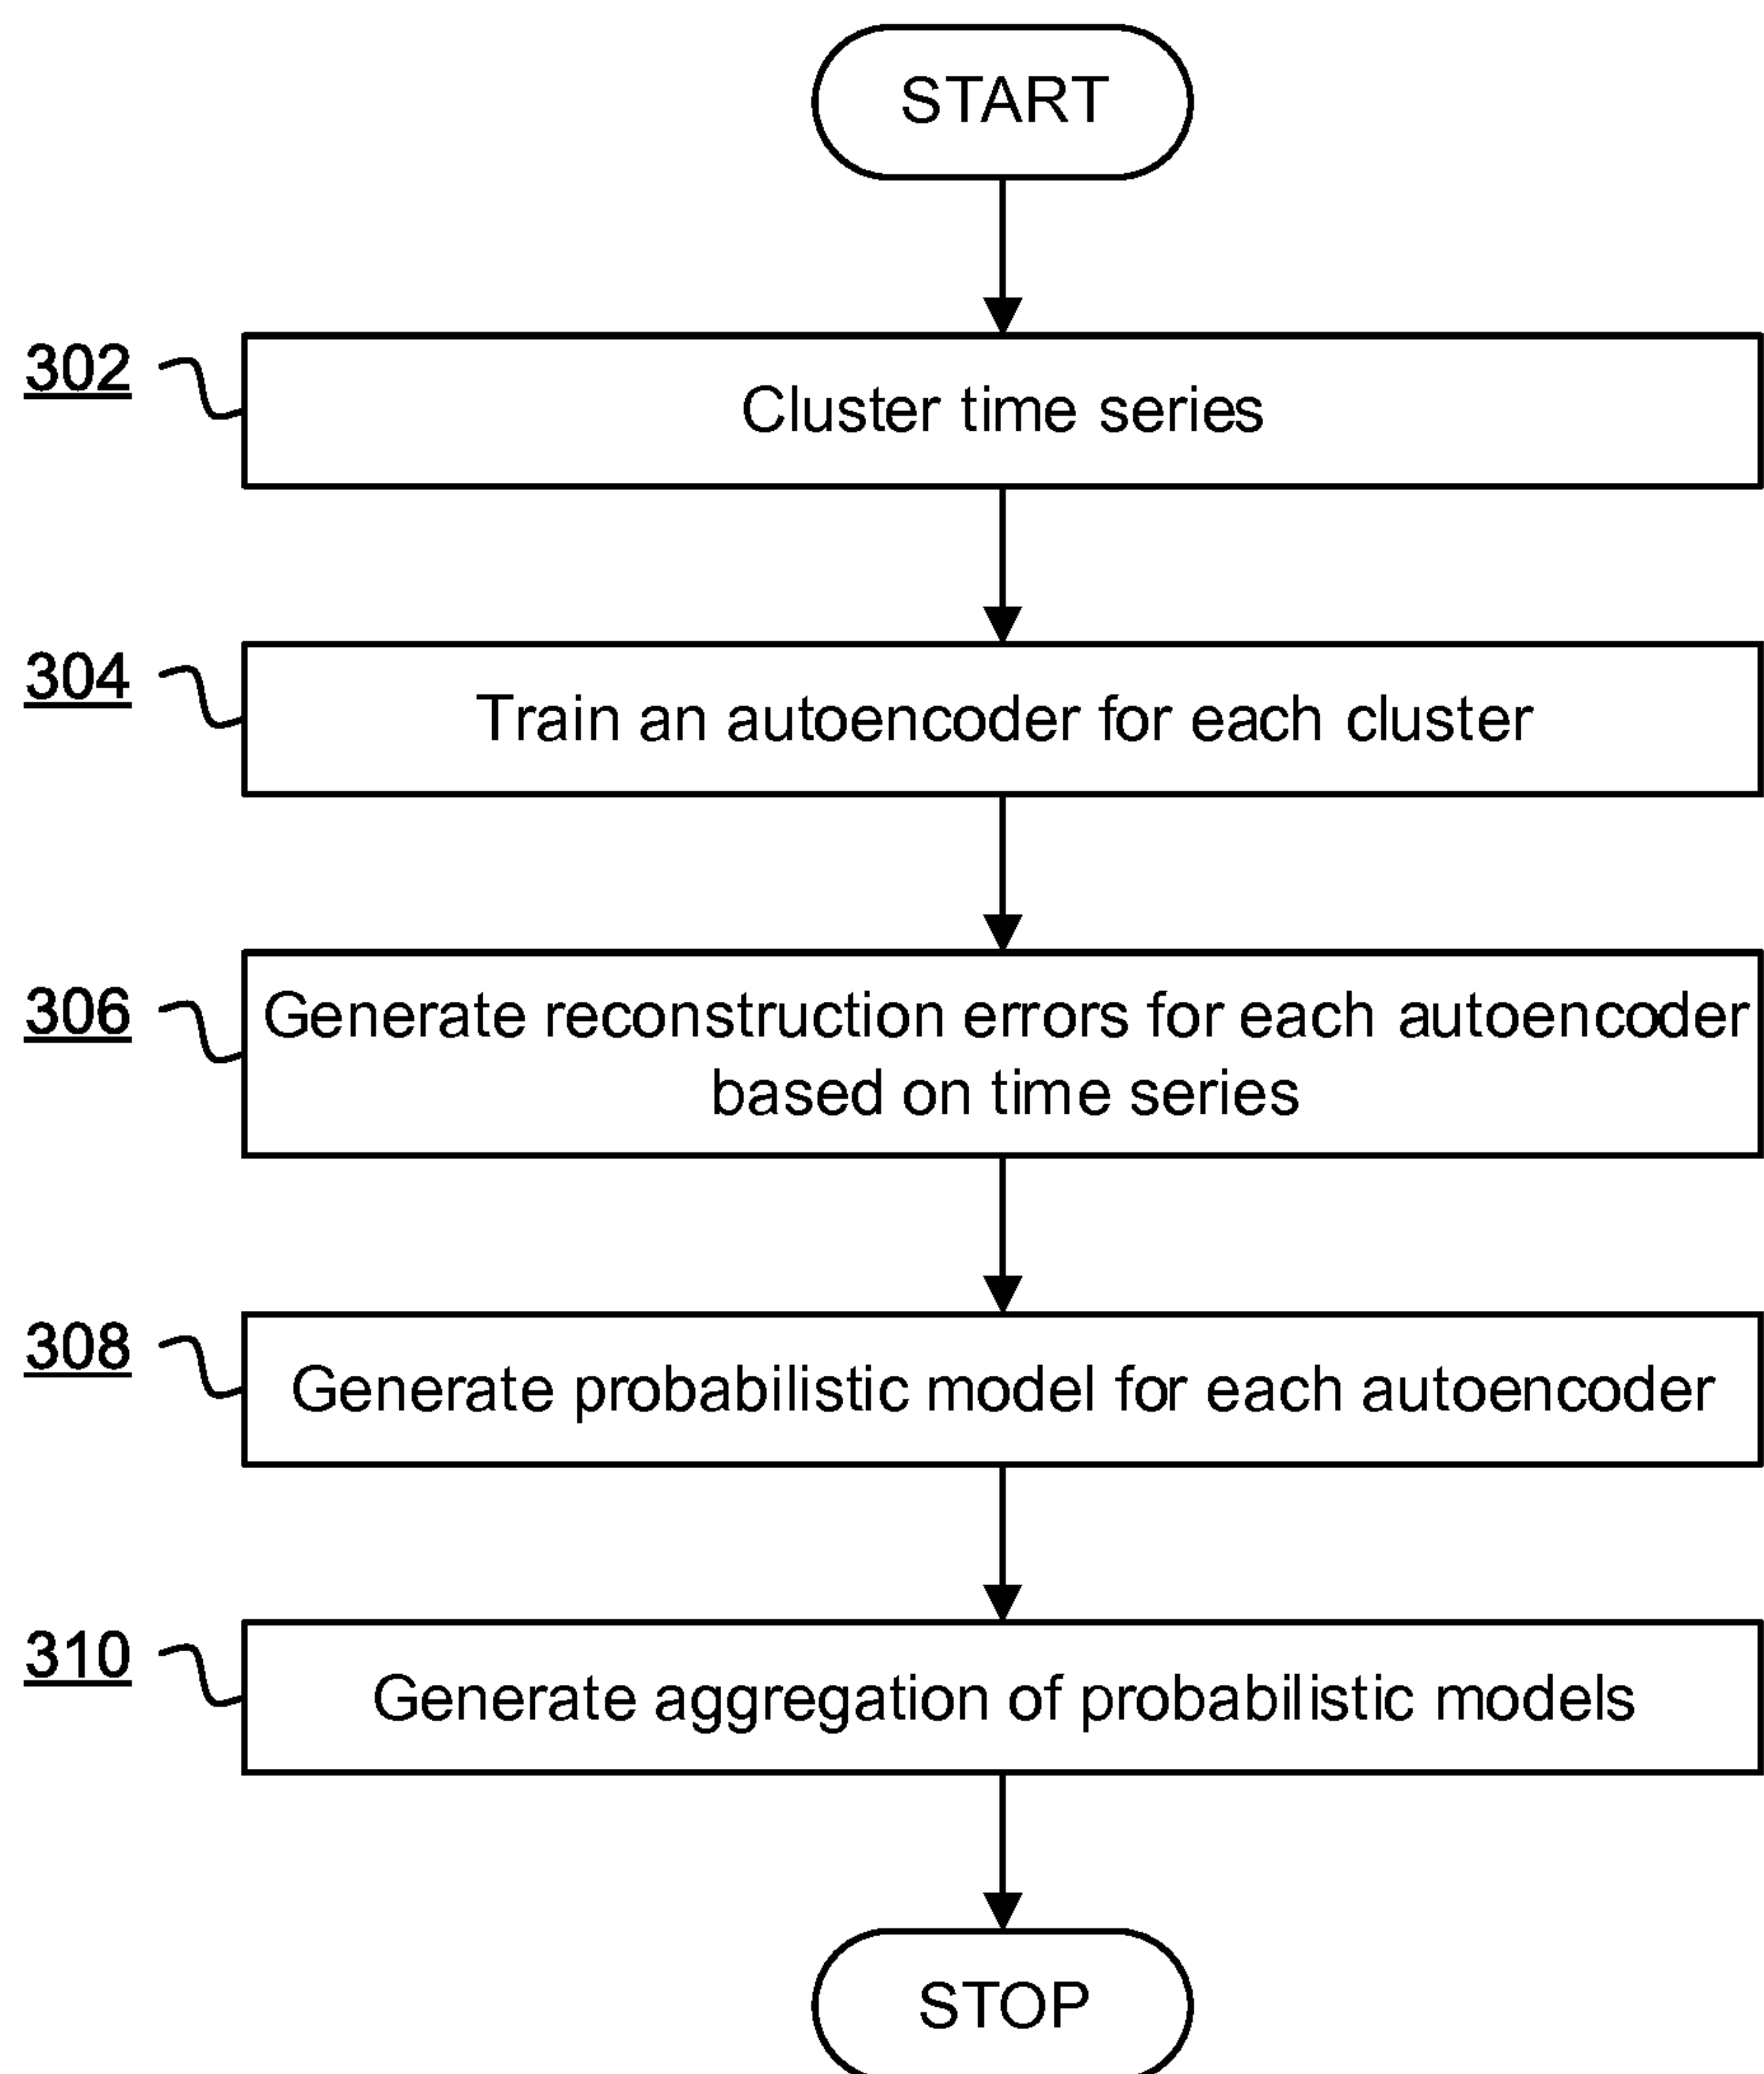 START
302
Cluster time series
304
Train an autoencoder for each cluster
306
Generate reconstruction errors for each autoencoder
based on time series
308
Generate probabilistic model for each autoencoder
310
Generate aggregation of probabilistic models
STOP